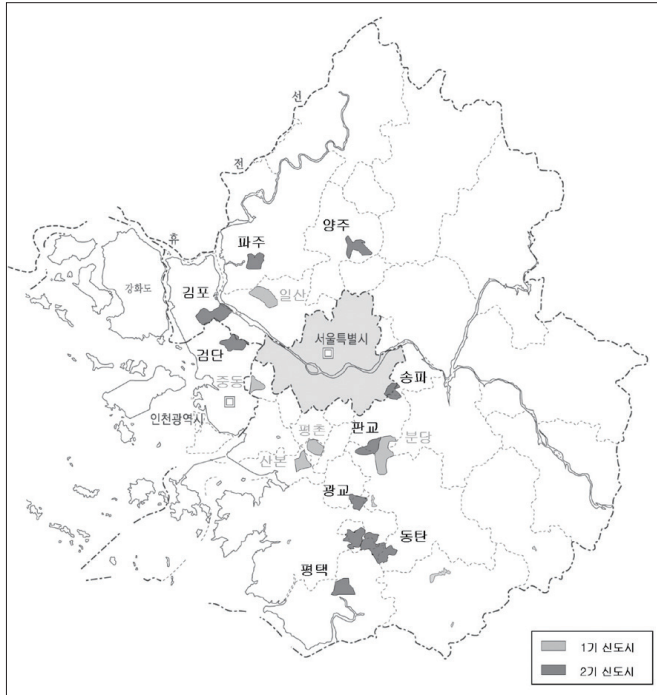 선
전
휴
양주
파주
강화도
일산
김포
서울특별시
검단
중동
송파
인천광역시
평촌
판교
분당
산본
광교
동탄
평택
1기 신도시
2기 신도시